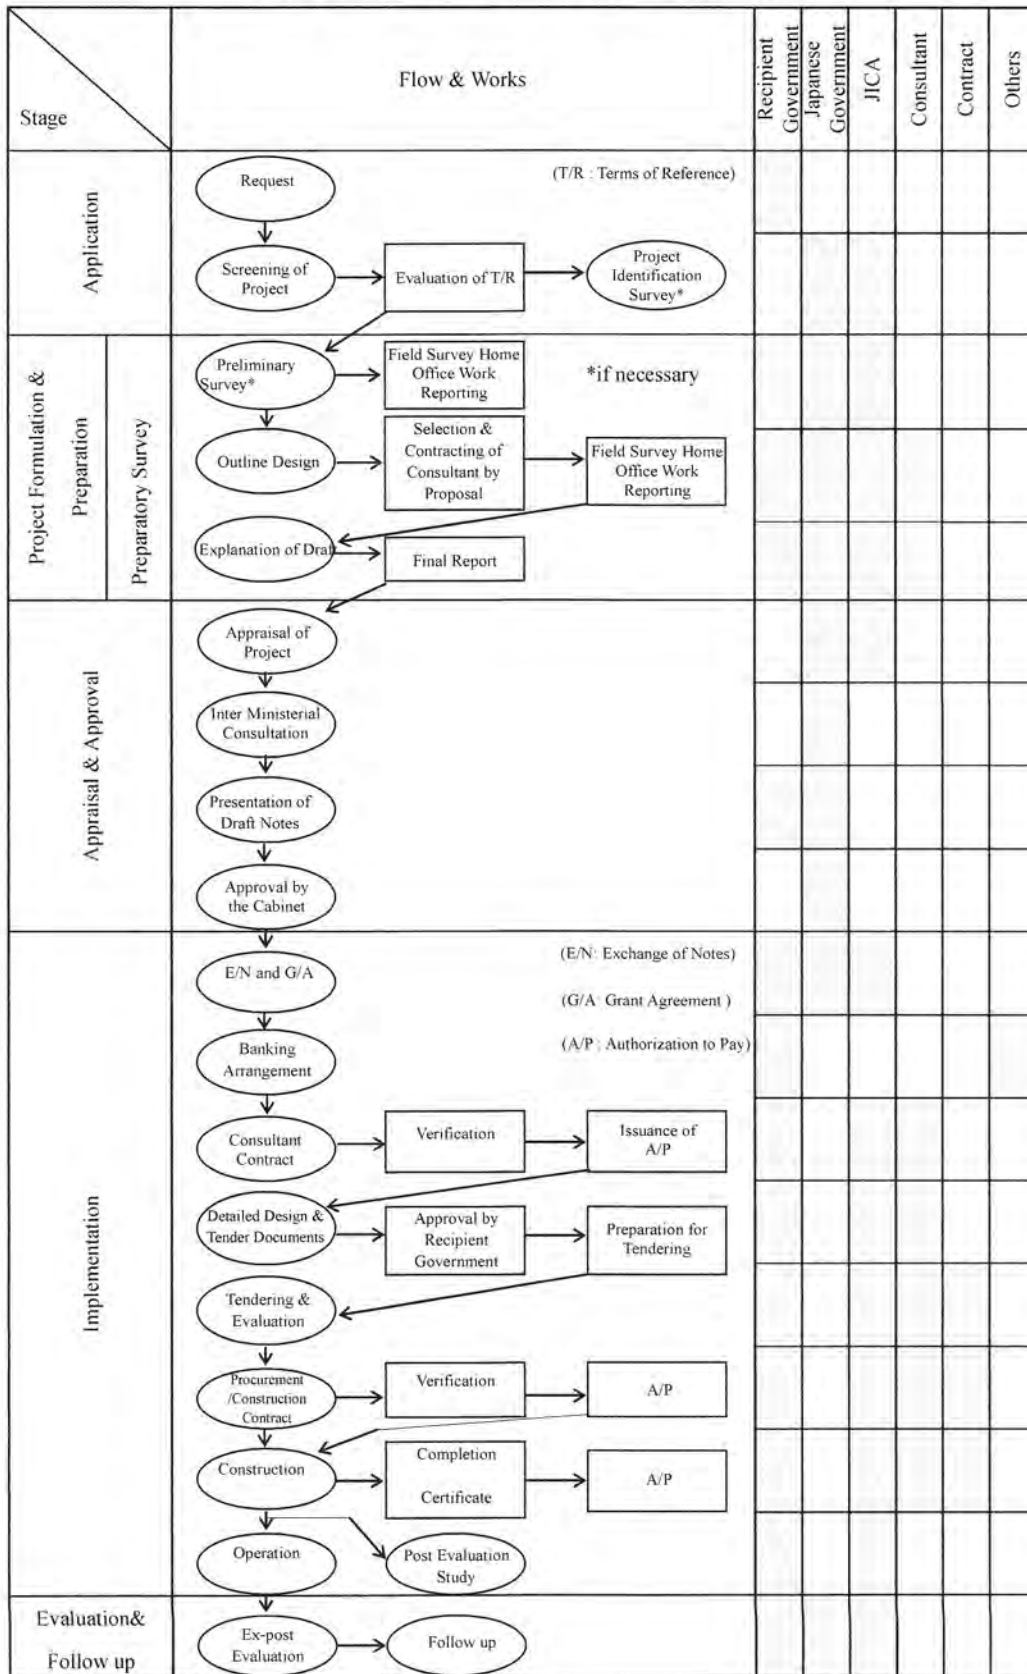 Stage
Flow & Works
Recipient
Government
Japanese
Government
JICA
Consultant
Contract
Others
Application
Request
(T/R : Terms of Reference)
Screening of
Project
Evaluation of T/R
Project
Identification
Survey*
Project Formulation &
Preparation
Preparatory Survey
Preliminary
Survey*
Field Survey Home
Office Work
Reporting
*if necessary
Outline Design
Selection &
Contracting of
Consultant by
Proposal
Field Survey Home
Office Work
Reporting
Explanation of Draft
Final Report
Appraisal & Approval
Appraisal of
Project
Inter Ministerial
Consultation
Presentation of
Draft Notes
Approval by
the Cabinet
Implementation
E/N and G/A
(E/N: Exchange of Notes)
(G/A: Grant Agreement )
(A/P : Authorization to Pay)
Banking
Arrangement
Consultant
Contract
Verification
Issuance of
A/P
Detailed Design &
Tender Documents
Approval by
Recipient
Government
Preparation for
Tendering
Tendering &
Evaluation
Procurement
/Construction
Contract
Verification
A/P
Construction
Completion
Certificate
A/P
Operation
Post Evaluation
Study
Evaluation&
Follow up
Ex-post
Evaluation
Follow up